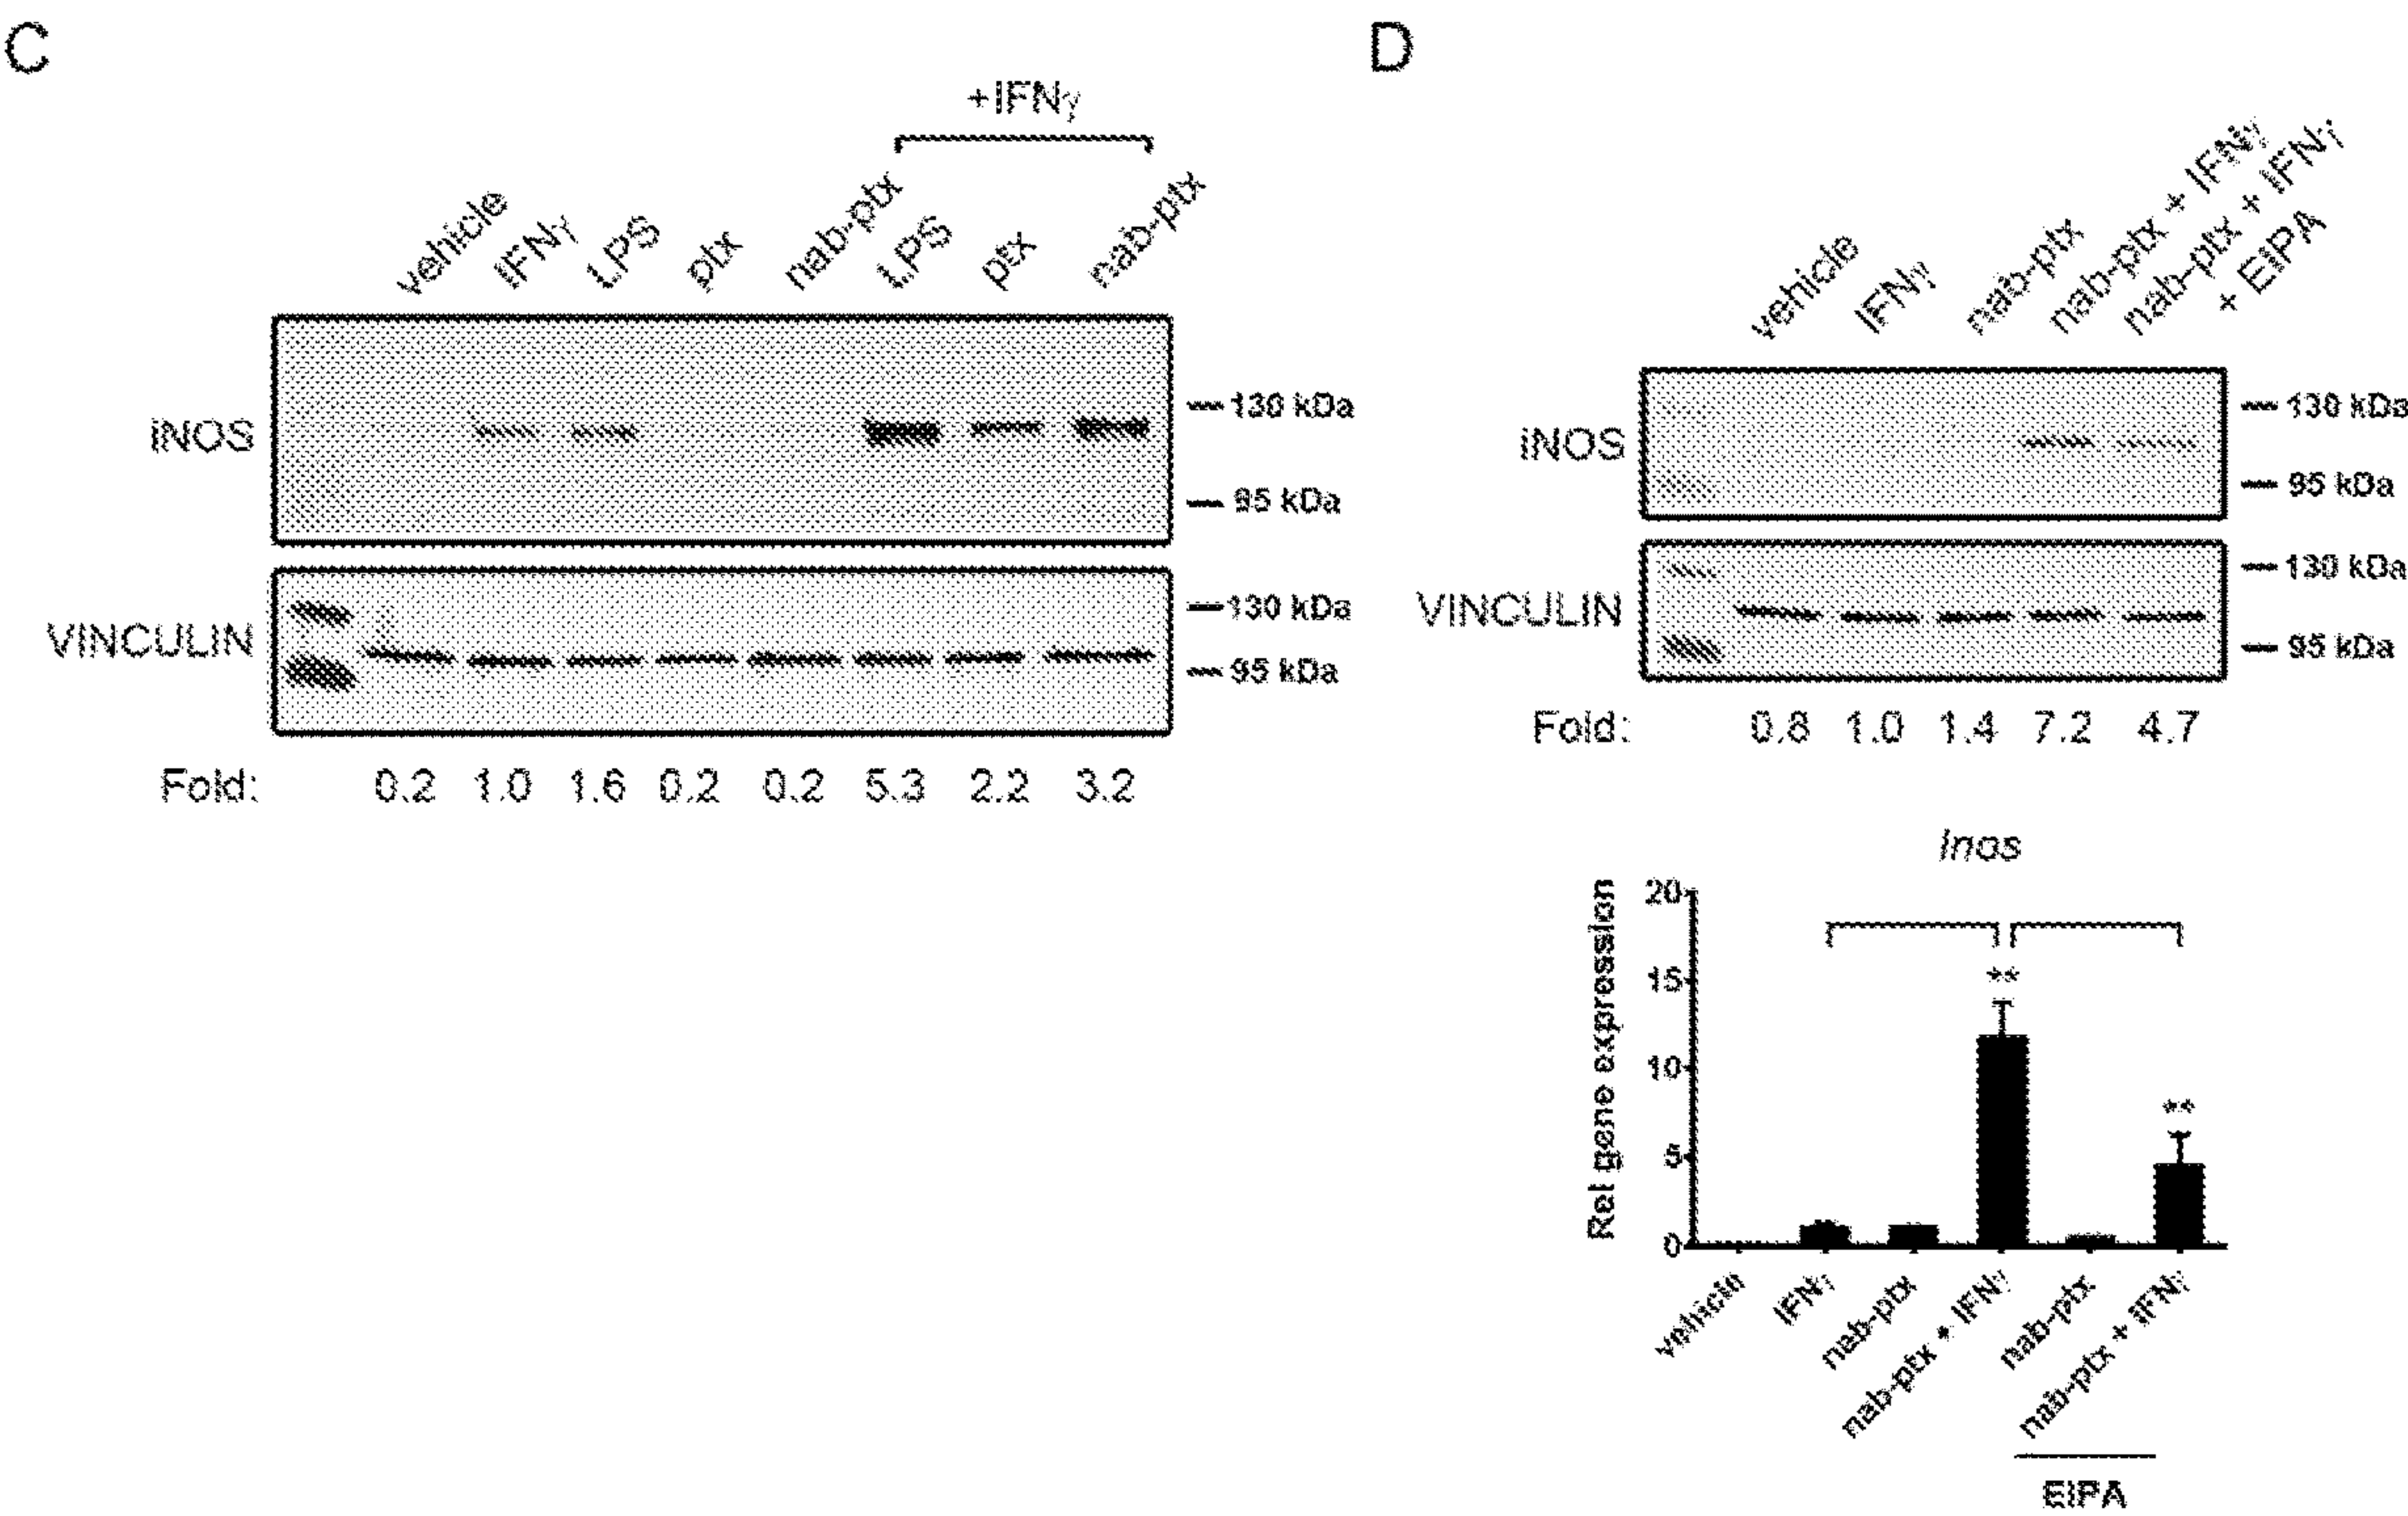 C
+IFNγ
vehicle
IFNγ
LPS
ptx
nab-ptx
LPS
ptx
nab-ptx
iNOS
130 kDa
95 kDa
VINCULIN
130 kDa
95 kDa
Fold: 0.2 1.0 1.6 0.2 0.2 5.3 2.2 3.2
D
vehicle
IFNγ
nab-ptx
nab-ptx + IFNγ
nab-ptx + IFNγ
+ EIPA
iNOS
130 kDa
95 kDa
VINCULIN
130 kDa
95 kDa
Fold: 0.8 1.0 1.4 7.2 4.7
Inos
Rel gene expression
20
15
10
5
0
**
**
vehicle
IFNγ
nab-ptx
nab-ptx + IFNγ
nab-ptx
nab-ptx + IFNγ
EIPA